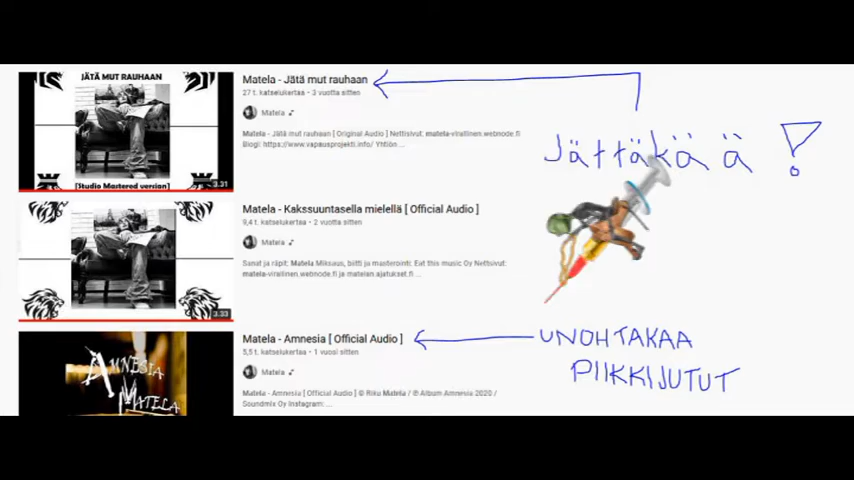 JÄTÄ MUT RAUHAAN
[Studio Mastered version]
3.31
Matela - Jätä mut rauhaan
27 t. katselukertaa • 3 vuotta sitten
Matela
Matela - Jätä mut rauhaan [ Original Audio ] Nettisivut: matela-virallinen.webnode.fi
Blogi: https://www.vapausprojekti.info/ Yhtiön ...
Jättäkää ä !
3.33
Matela - Kakssuuntasella mielellä [ Official Audio ]
9,4 t. katselukertaa • 2 vuotta sitten
Matela
Sanat ja räpit: Matela Miksaus, biitti ja masterointi: Eat this music Oy Nettisivut:
matela-virallinen.webnode.fi ja matelan.ajatukset.fi ...
AMNESIA
MATELA
Matela - Amnesia [ Official Audio ]
5,5 t. katselukertaa • 1 vuosi sitten
Matela
Matela - Amnesia [ Official Audio ] © Riku Matela / ℗ Album Amnesia 2020 /
Soundmix Oy Instagram: ...
UNOHTAKAA
PIIKKIJUTUT